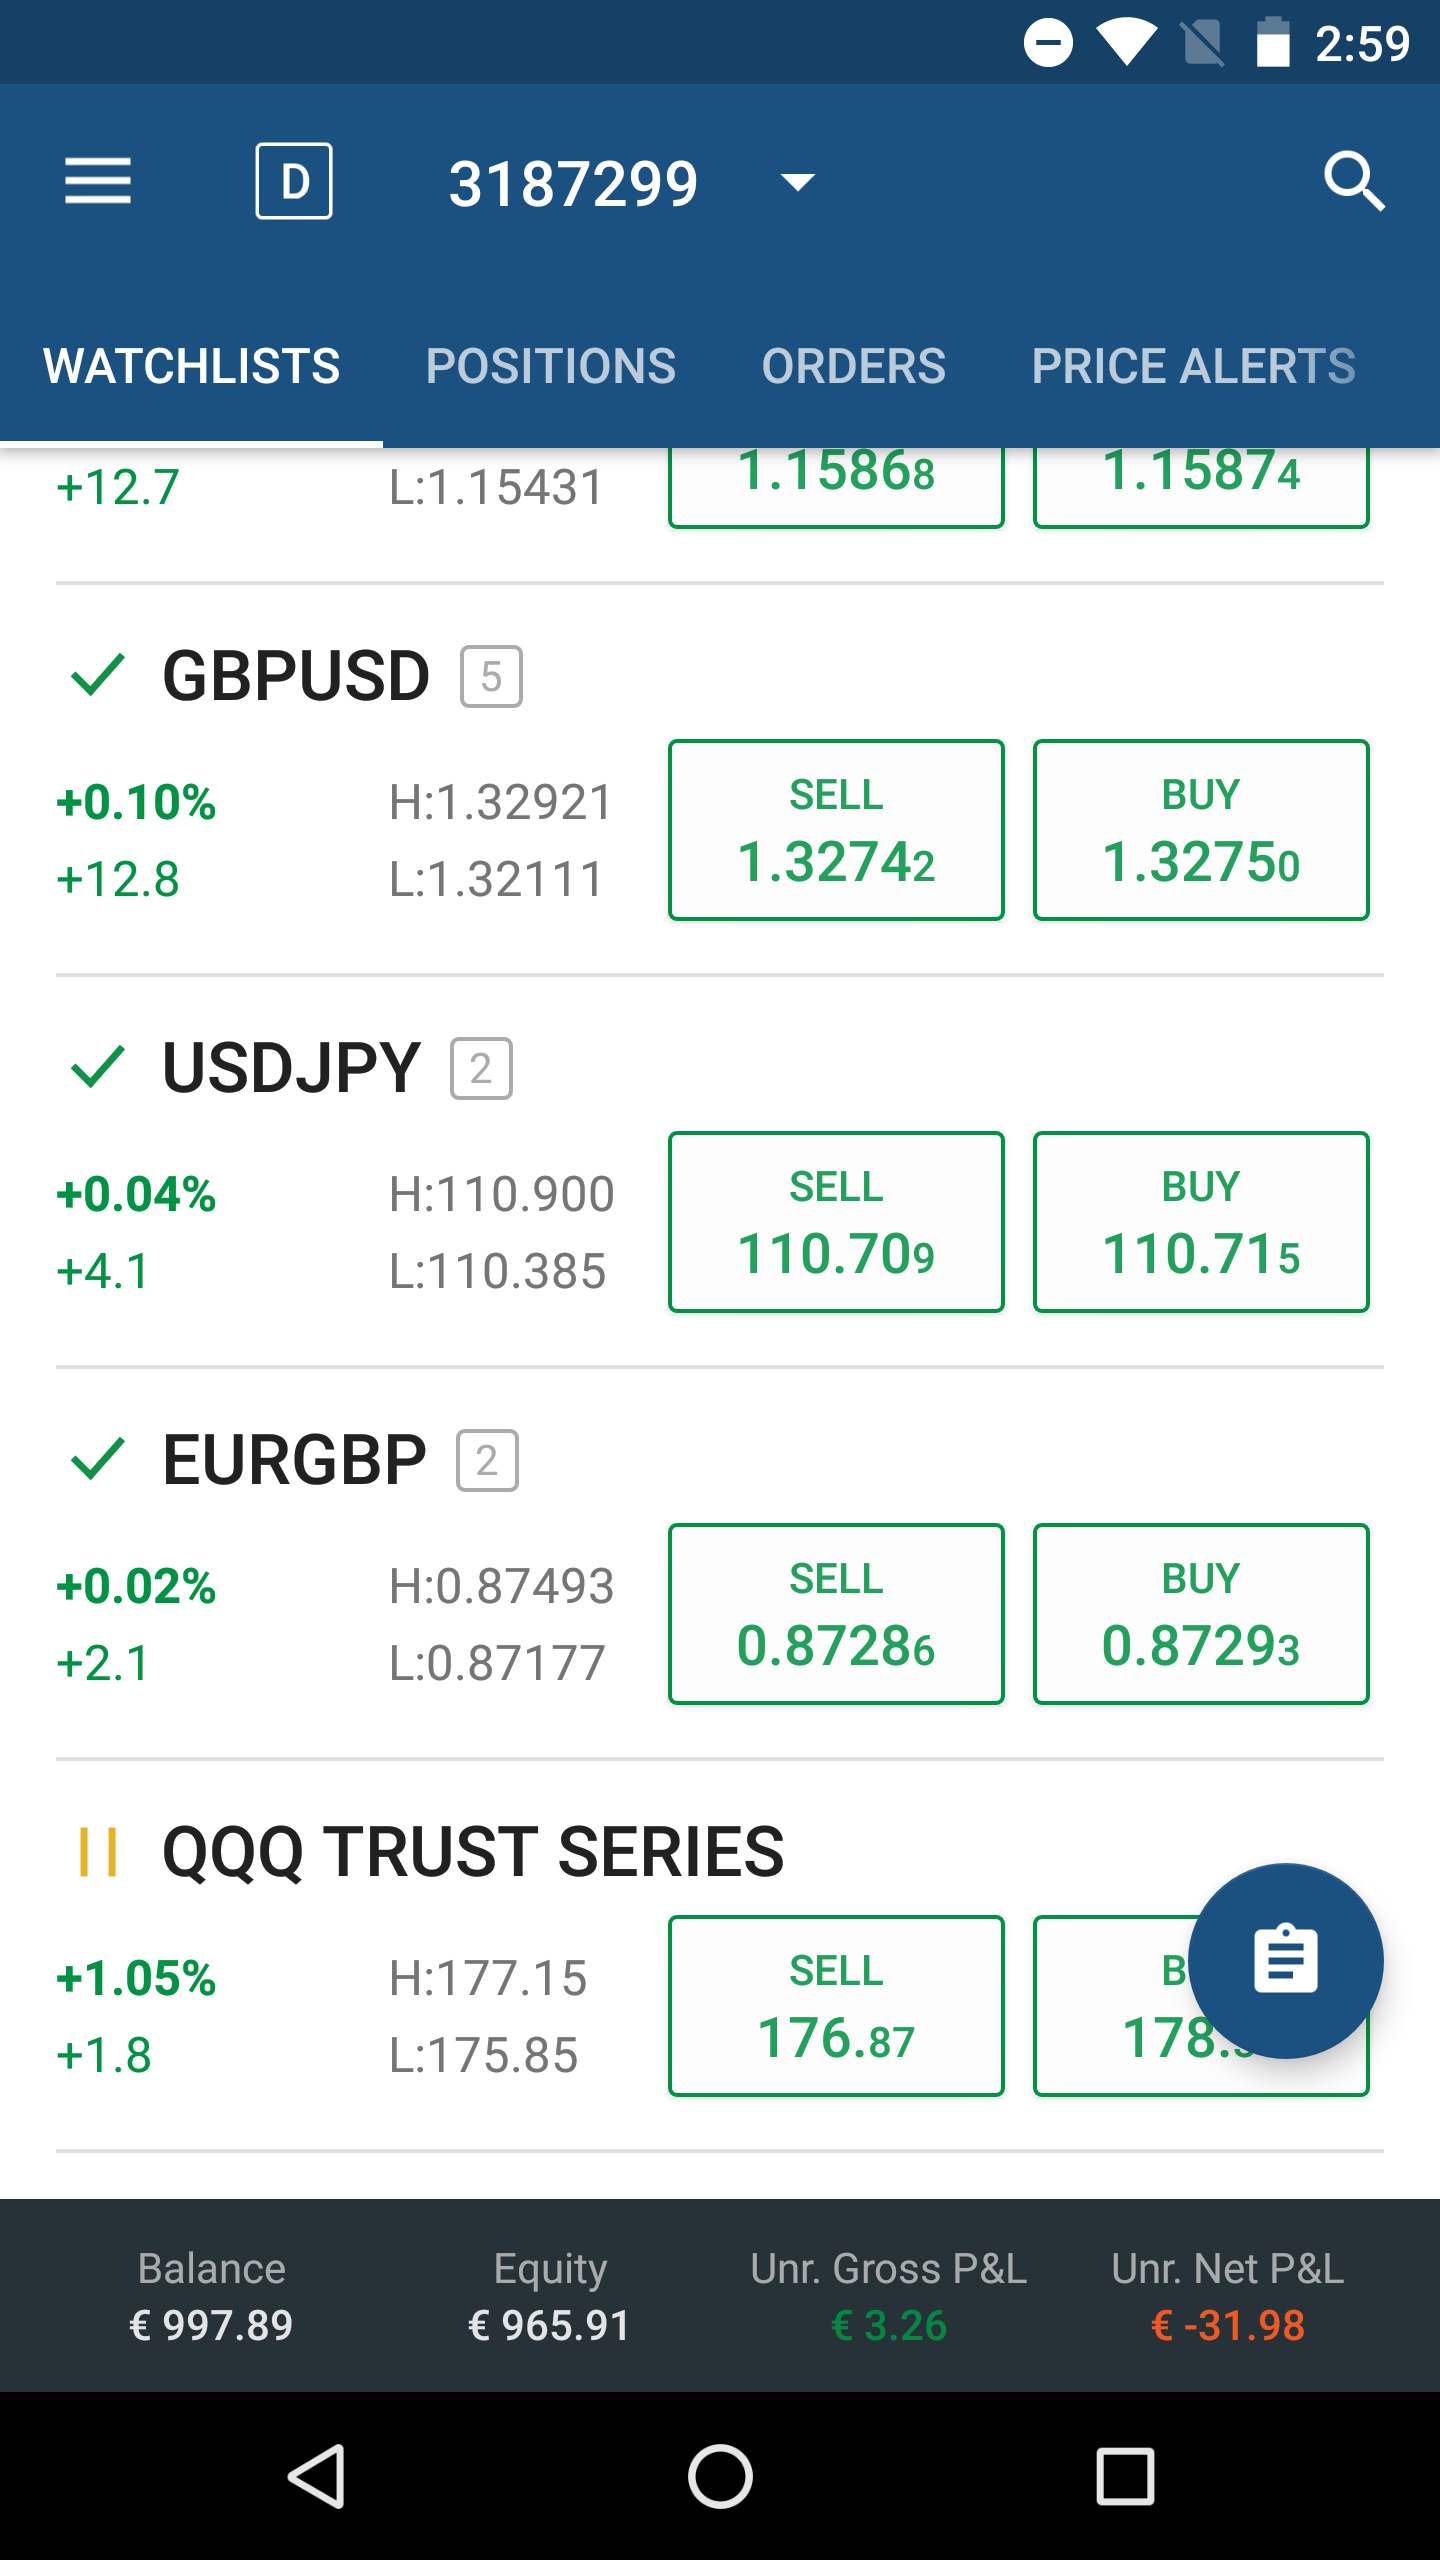 2:59
D 3187299
WATCHLISTS POSITIONS ORDERS PRICE ALERTS
+12.7 L:1.15431 1.15868 1.15874
GBPUSD 5
+0.10% H:1.32921 SELL BUY
+12.8 L:1.32111 1.32742 1.32750
USDJPY 2
+0.04% H:110.900 SELL BUY
+4.1 L:110.385 110.709 110.715
EURGBP 2
+0.02% H:0.87493 SELL BUY
+2.1 L:0.87177 0.87286 0.87293
QQQ TRUST SERIES
+1.05% H:177.15 SELL
+1.8 L:175.85 176.87
Balance Equity Unr. Gross P&L Unr. Net P&L
€ 997.89 € 965.91 € 3.26 € -31.98